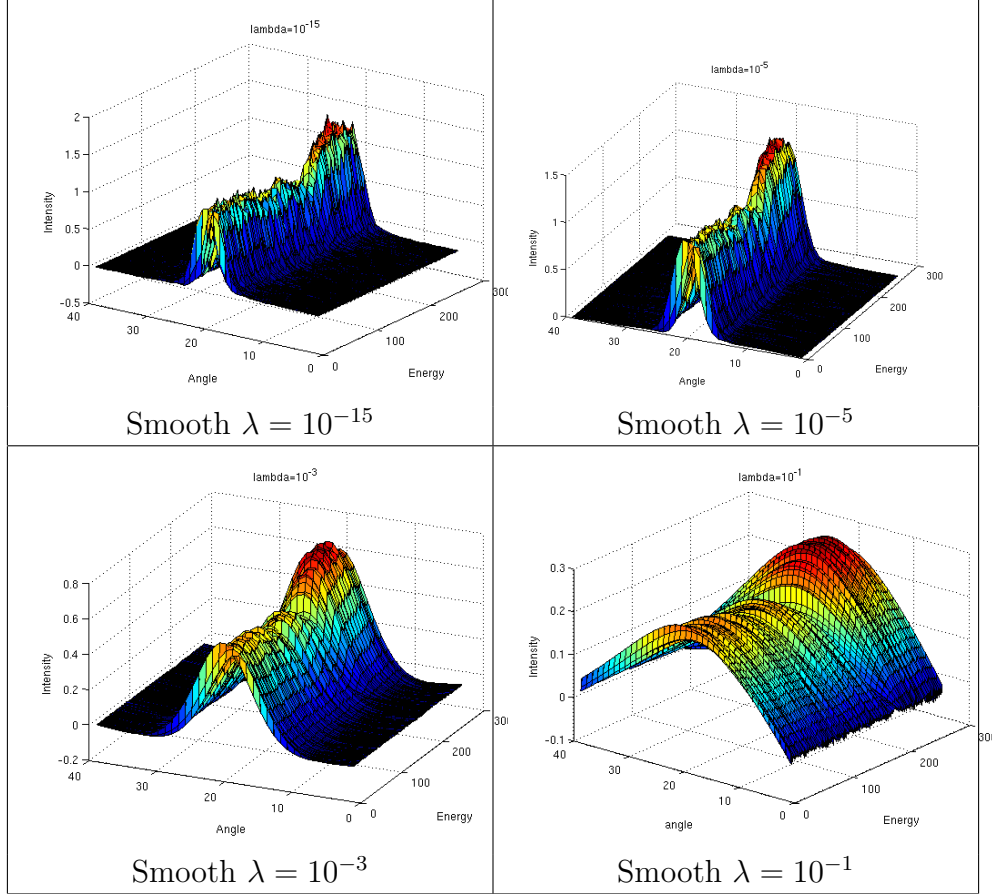 lambda=10^-15
2
1.5
1
0.5
0
-0.5
Intensity
40
30
20
10
0
Angle
0
100
200
300
Energy
Smooth λ = 10^−15
lambda=10^-5
1.5
1
0.5
0
Intensity
40
30
20
10
0
Angle
0
100
200
300
Energy
Smooth λ = 10^−5
lambda=10^-3
0.8
0.6
0.4
0.2
0
-0.2
Intensity
40
30
20
10
0
Angle
0
100
200
300
Energy
Smooth λ = 10^−3
lambda=10^-1
0.3
0.2
0.1
0
-0.1
Intensity
40
30
20
10
0
angle
0
100
200
300
Energy
Smooth λ = 10^−1